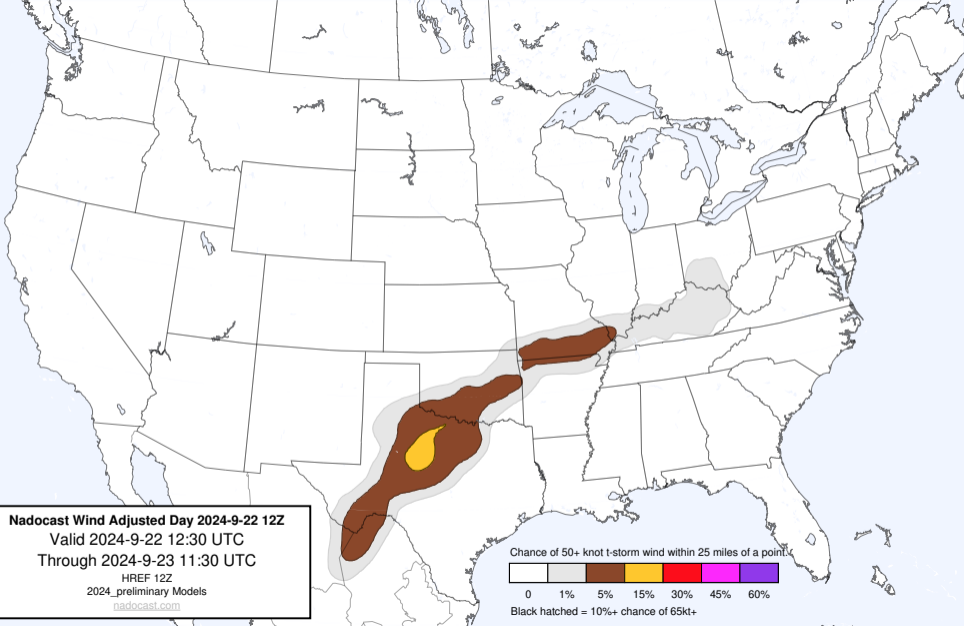 Nadocast Wind Adjusted Day 2024-9-22 12Z
Valid 2024-9-22 12:30 UTC
Through 2024-9-23 11:30 UTC
HREF 12Z
2024_preliminary Models
nadocast.com
Chance of 50+ knot t-storm wind within 25 miles of a point.
0 1% 5% 15% 30% 45% 60%
Black hatched = 10%+ chance of 65kt+